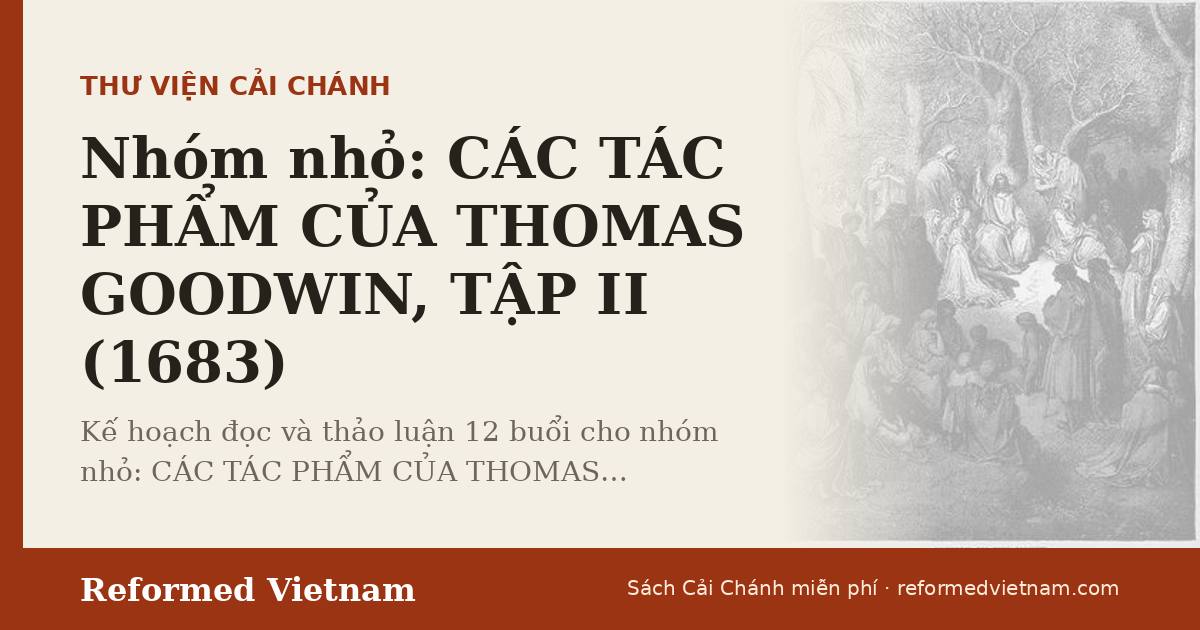 THƯ VIỆN CẢI CHÁNH
Nhóm nhỏ: CÁC TÁC
PHẨM CỦA THOMAS
GOODWIN, TẬP II
(1683)
Kế hoạch đọc và thảo luận 12 buổi cho nhóm
nhỏ: CÁC TÁC PHẨM CỦA THOMAS...
Reformed Vietnam
Sách Cải Chánh miễn phí · reformedvietnam.com